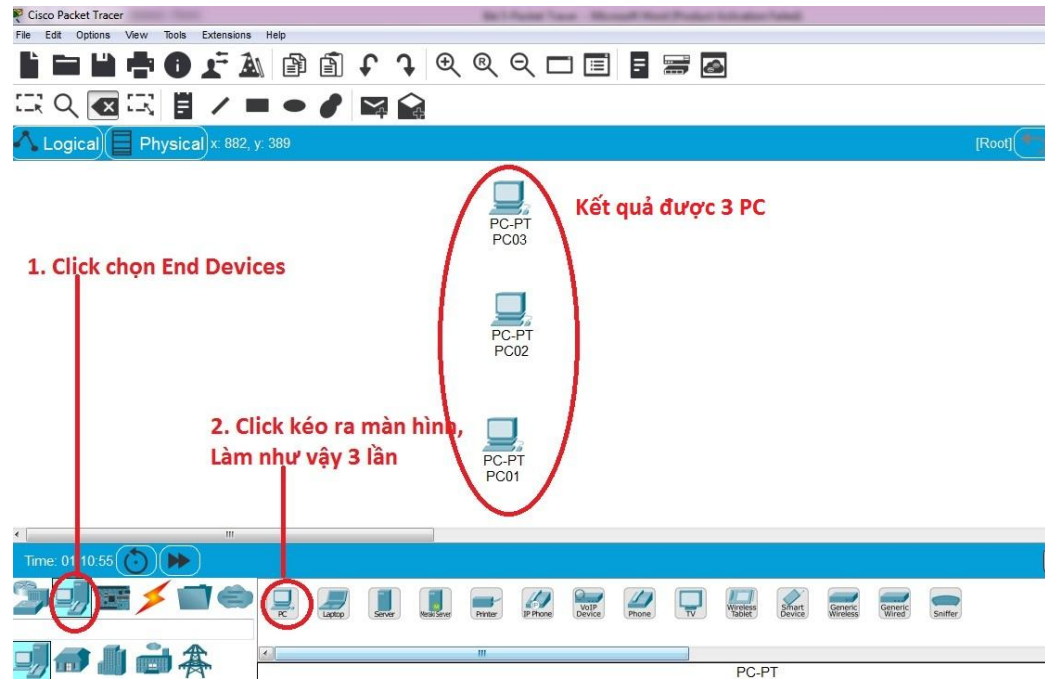 Cisco Packet Tracer
File Edit Options View Tools Extensions Help
Logical Physical x: 882, y: 389 [Root]
PC-PT
PC03
Kết quả được 3 PC
1. Click chọn End Devices
PC-PT
PC02
2. Click kéo ra màn hình,
Làm như vậy 3 lần
PC-PT
PC01
Time: 01:10:55
PC Laptop Server Meraki Server Printer IP Phone VoIP Device Phone TV Wireless Tablet Smart Device Generic Wireless Generic Wired Sniffer
PC-PT